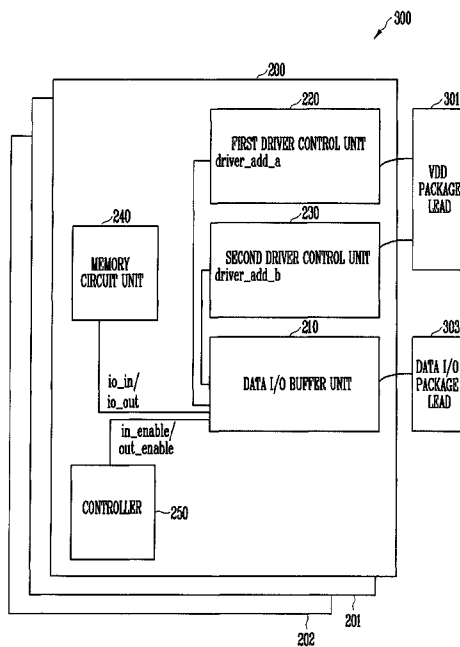 300
200
220
301
FIRST DRIVER CONTROL UNIT
driver_add_a
VDD
PACKAGE
LEAD
240
230
MEMORY
CIRCUIT UNIT
SECOND DRIVER CONTROL UNIT
driver_add_b
210
303
DATA I/O BUFFER UNIT
DATA I/O
PACKAGE
LEAD
io_in/
io_out
in_enable/
out_enable
CONTROLLER
250
201
202